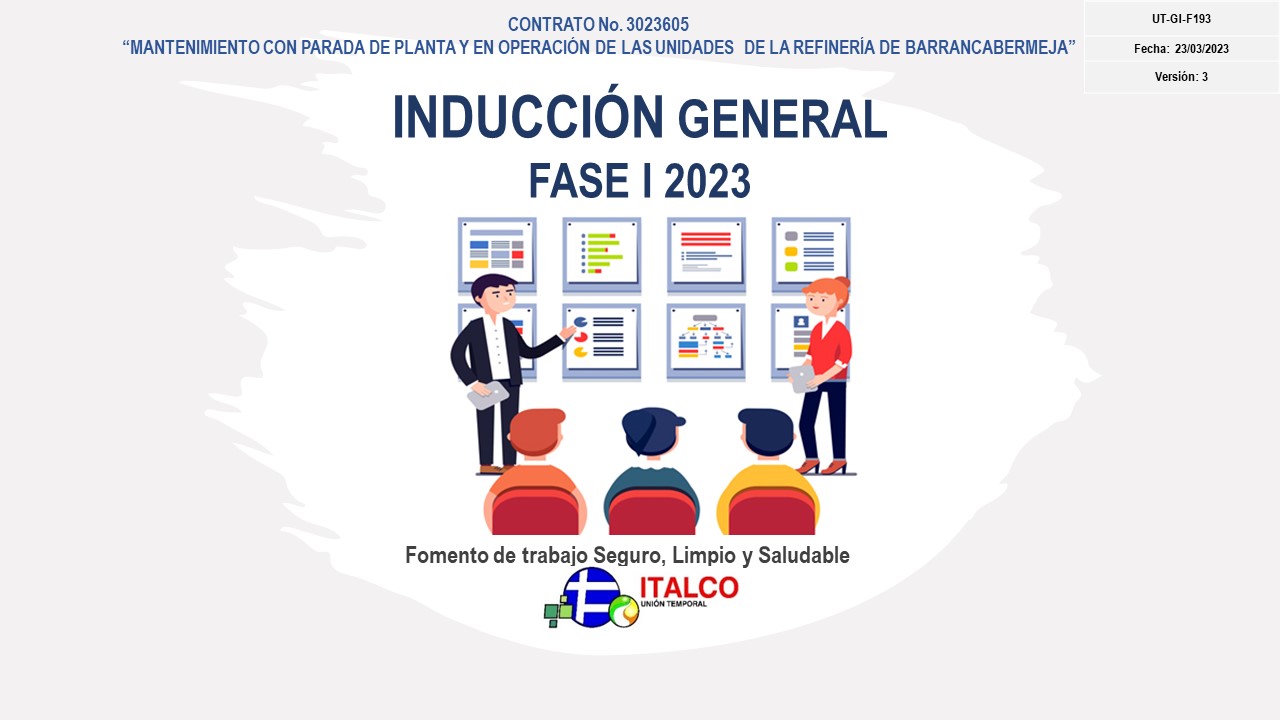 CONTRATO No. 3023605
“MANTENIMIENTO CON PARADA DE PLANTA Y EN OPERACIÓN DE LAS UNIDADES DE LA REFINERÍA DE BARRANCABERMEJA”
UT-GI-F193
Fecha: 23/03/2023
Versión: 3
INDUCCIÓN GENERAL
FASE I 2023
Fomento de trabajo Seguro, Limpio y Saludable
ITALCO
UNIÓN TEMPORAL